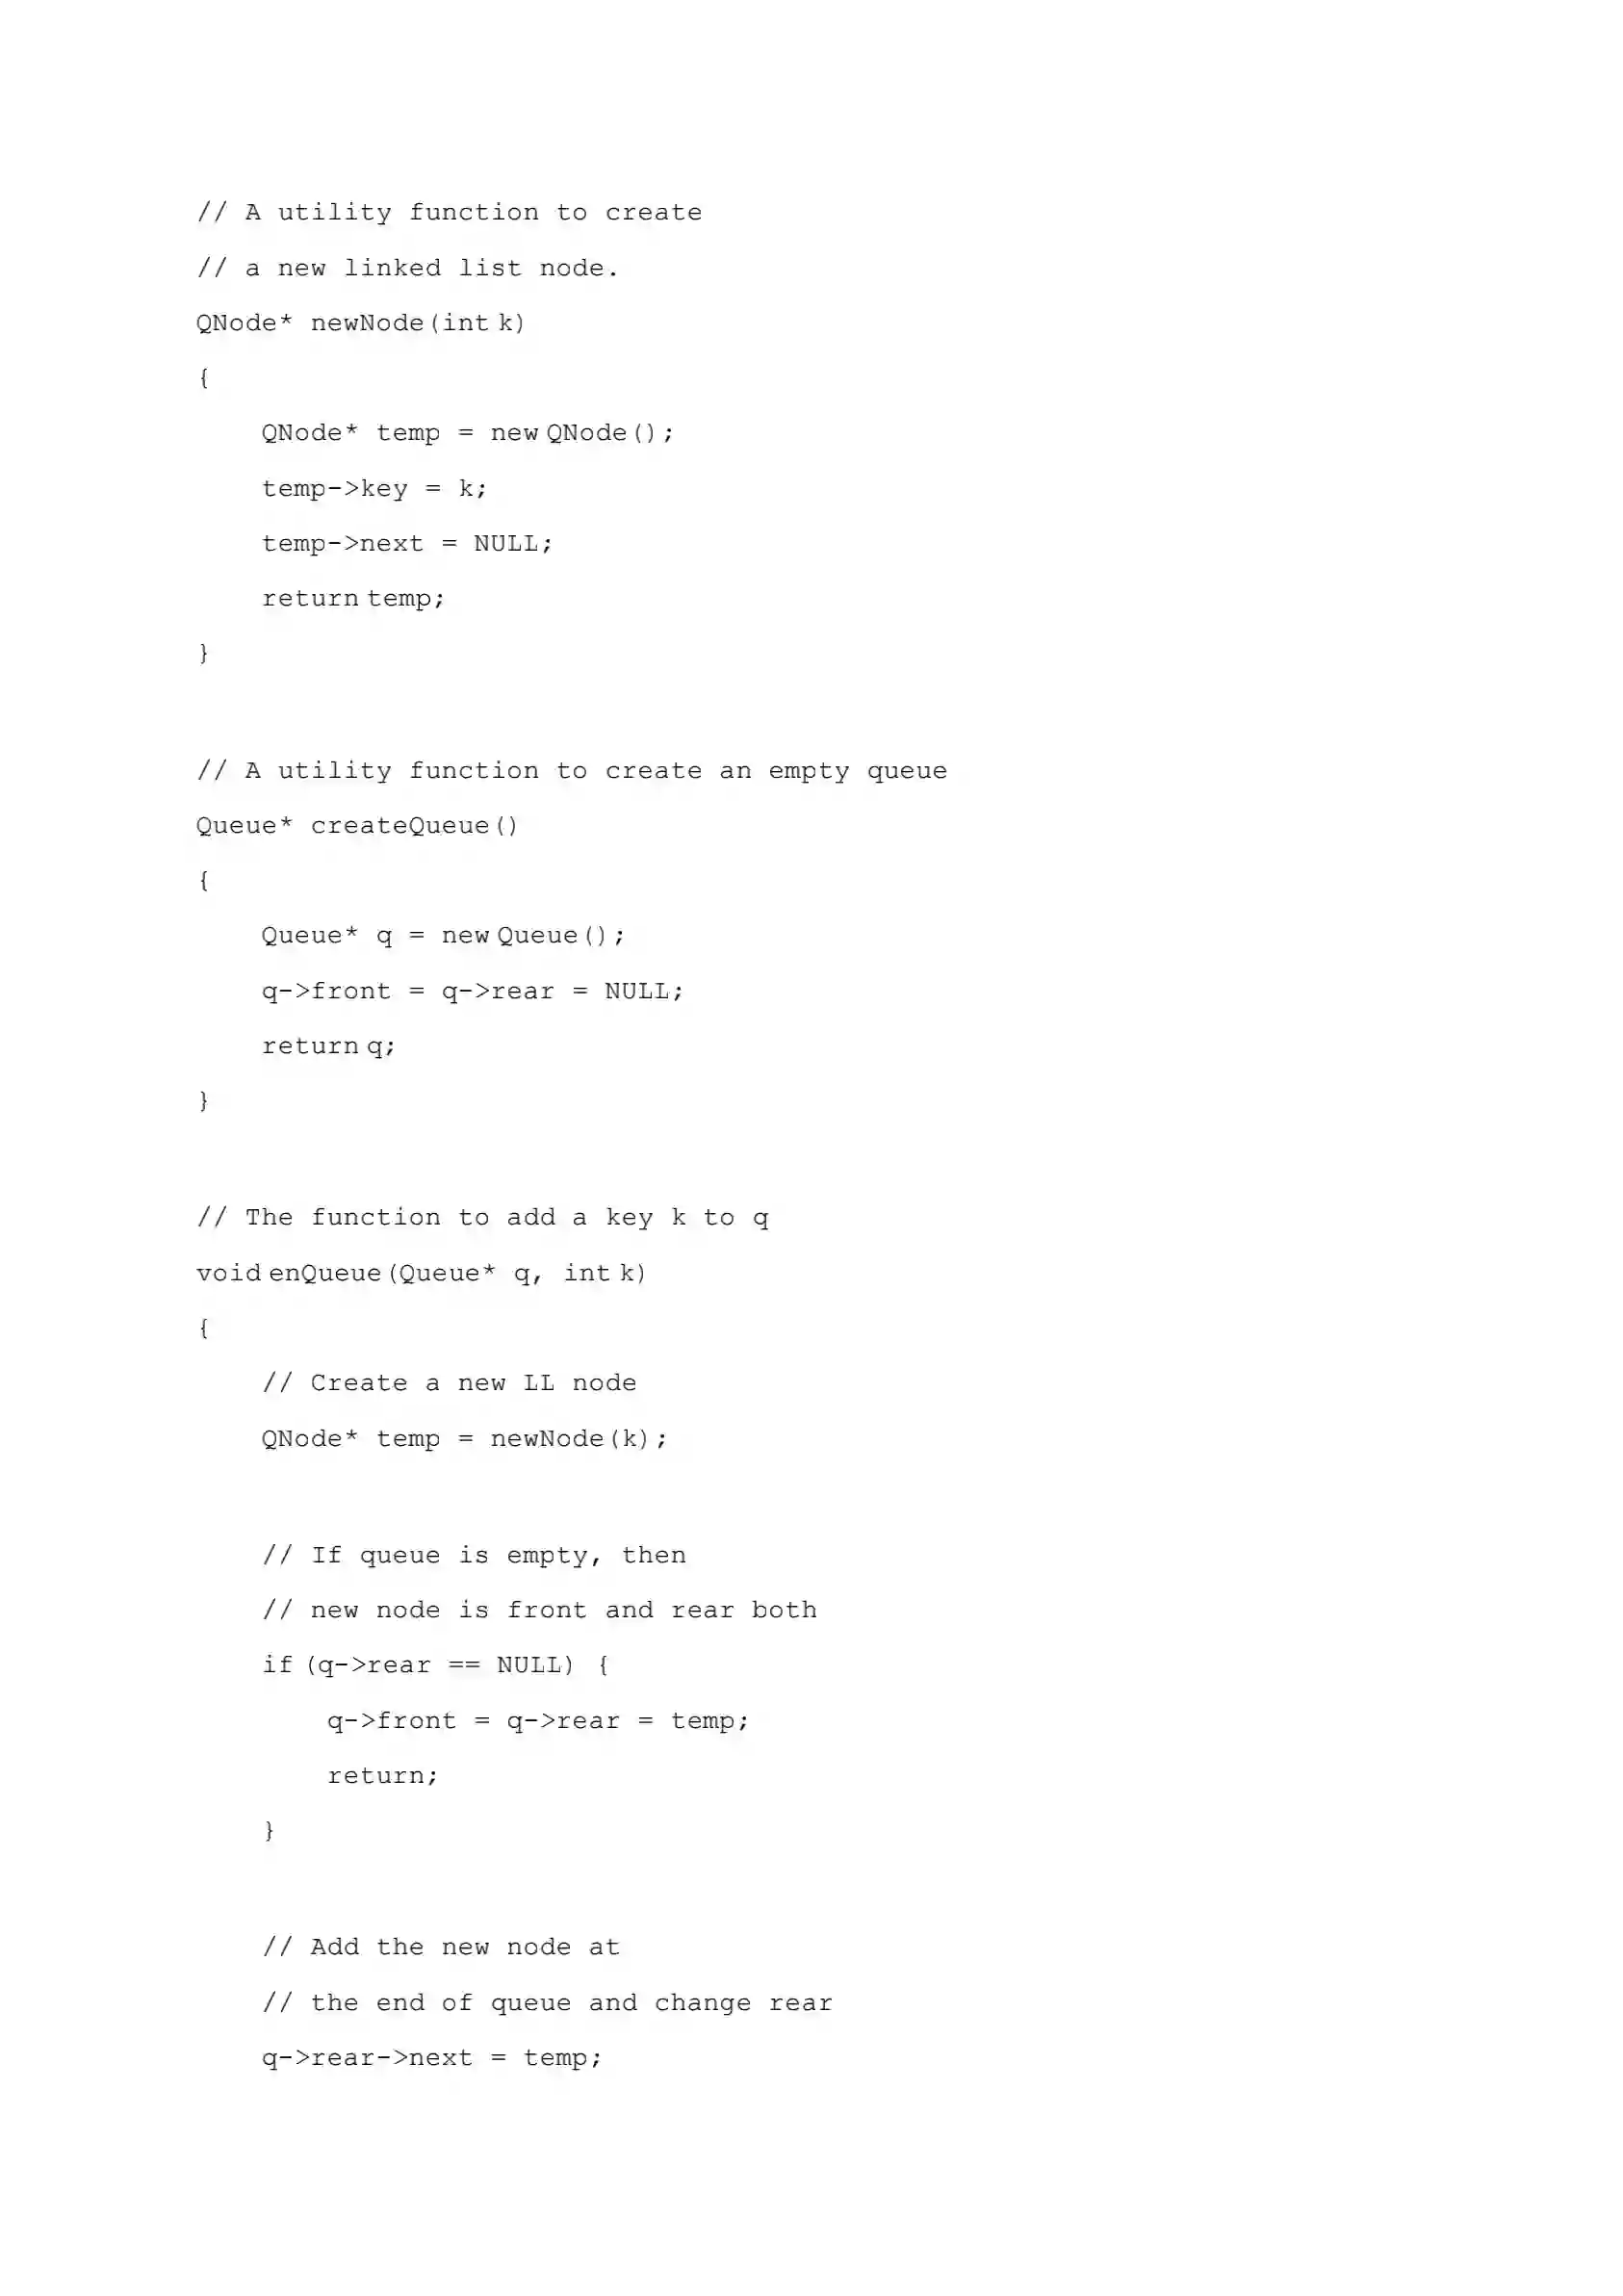 // A utility function to create
// a new linked list node.
QNode* newNode(int k)
{
    QNode* temp = new QNode();
    temp->key = k;
    temp->next = NULL;
    return temp;
}

// A utility function to create an empty queue
Queue* createQueue()
{
    Queue* q = new Queue();
    q->front = q->rear = NULL;
    return q;
}

// The function to add a key k to q
void enQueue(Queue* q, int k)
{
    // Create a new LL node
    QNode* temp = newNode(k);

    // If queue is empty, then
    // new node is front and rear both
    if (q->rear == NULL) {
        q->front = q->rear = temp;
        return;
    }

    // Add the new node at
    // the end of queue and change rear
    q->rear->next = temp;